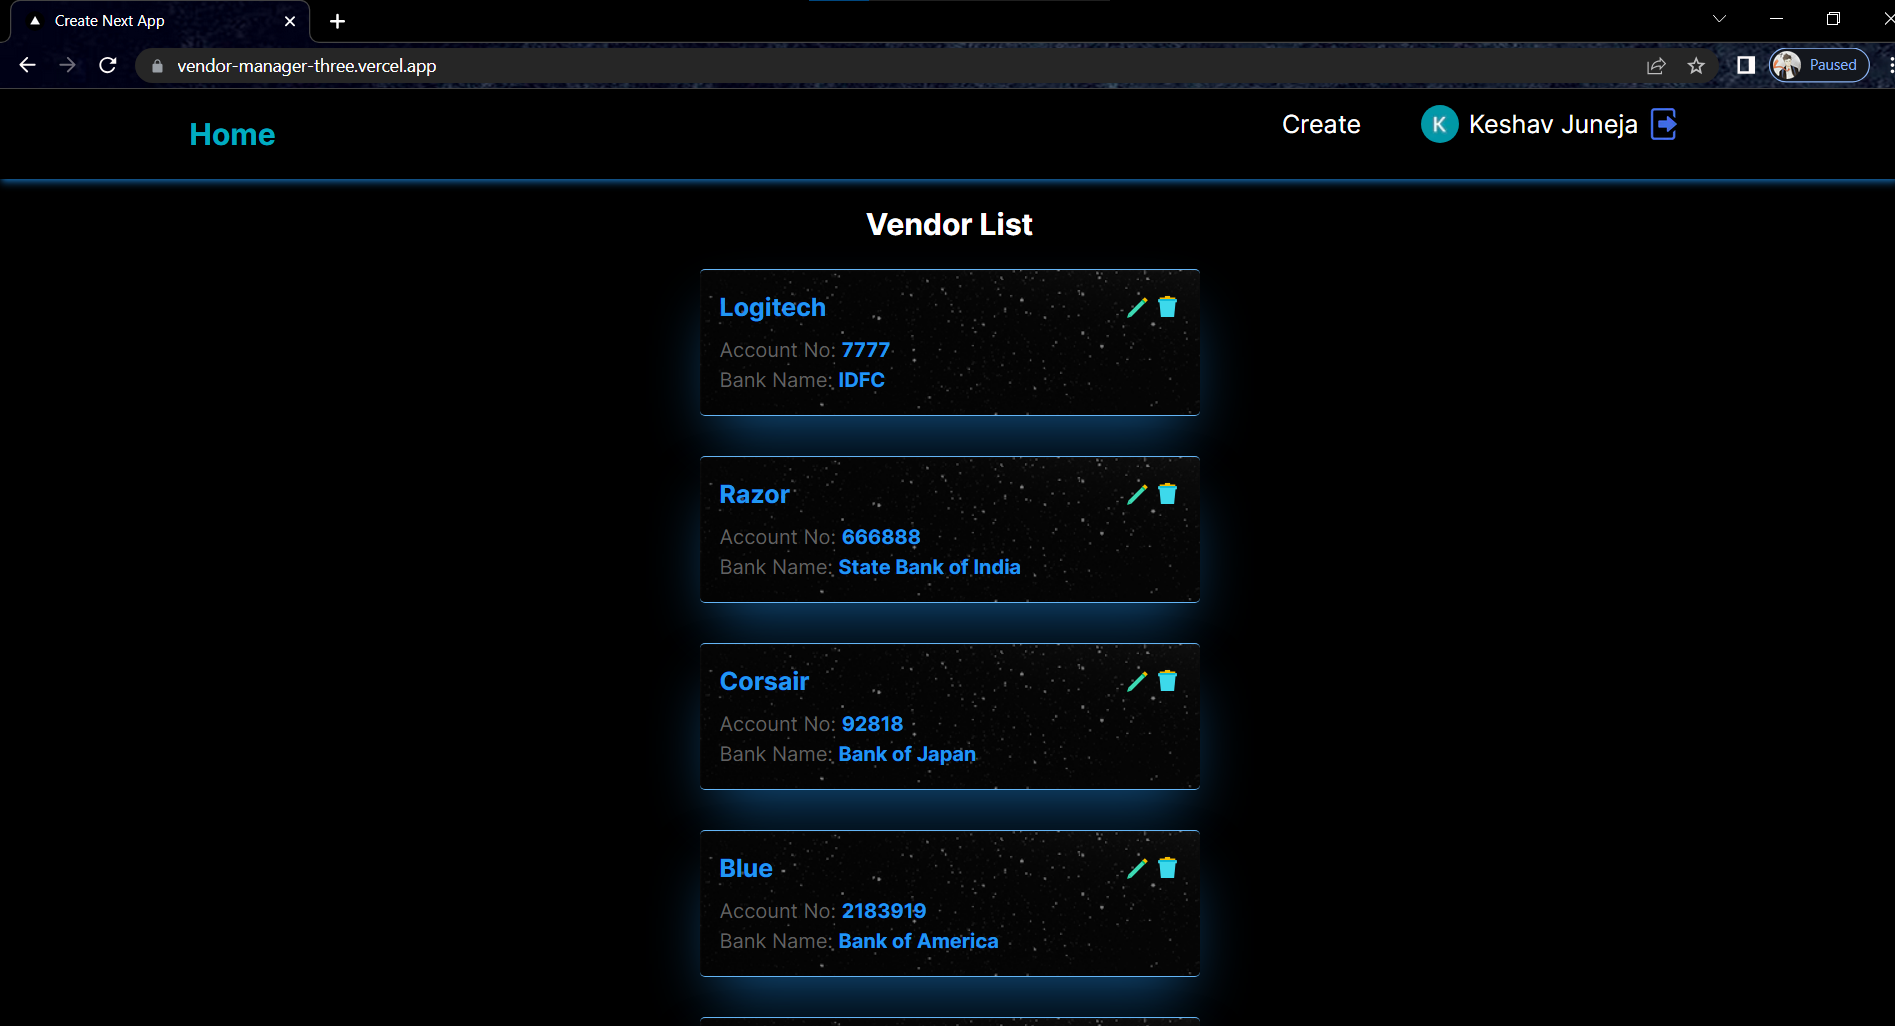 Create Next App
vendor-manager-three.vercel.app
Paused
Home
Create
K
Keshav Juneja
Vendor List
Logitech
Account No: 7777
Bank Name: IDFC
Razor
Account No: 666888
Bank Name: State Bank of India
Corsair
Account No: 92818
Bank Name: Bank of Japan
Blue
Account No: 2183919
Bank Name: Bank of America